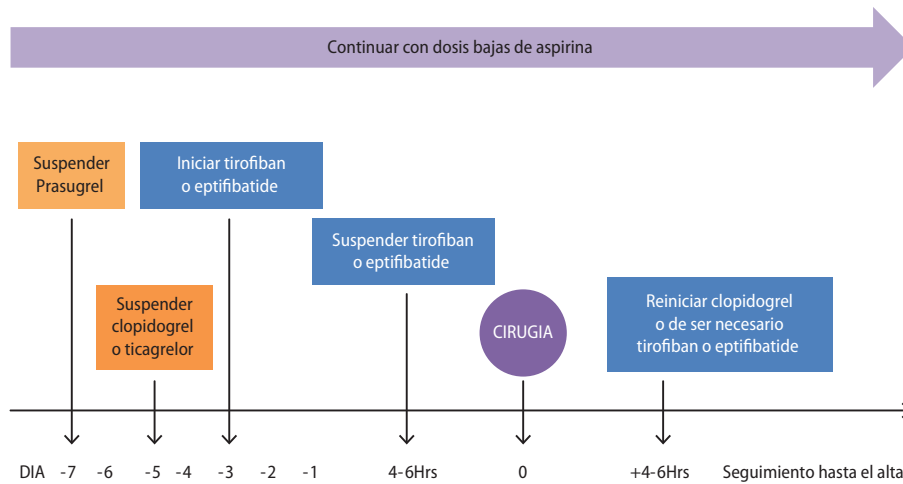 Continuar con dosis bajas de aspirina
Suspender
Prasugrel
Iniciar tirofiban
o eptifibatide
Suspender tirofiban
o eptifibatide
Suspender
clopidogrel
o ticagrelor
CIRUGIA
Reiniciar clopidogrel
o de ser necesario
tirofiban o eptifibatide
DIA -7 -6 -5 -4 -3 -2 -1 4-6Hrs 0 +4-6Hrs Seguimiento hasta el alta